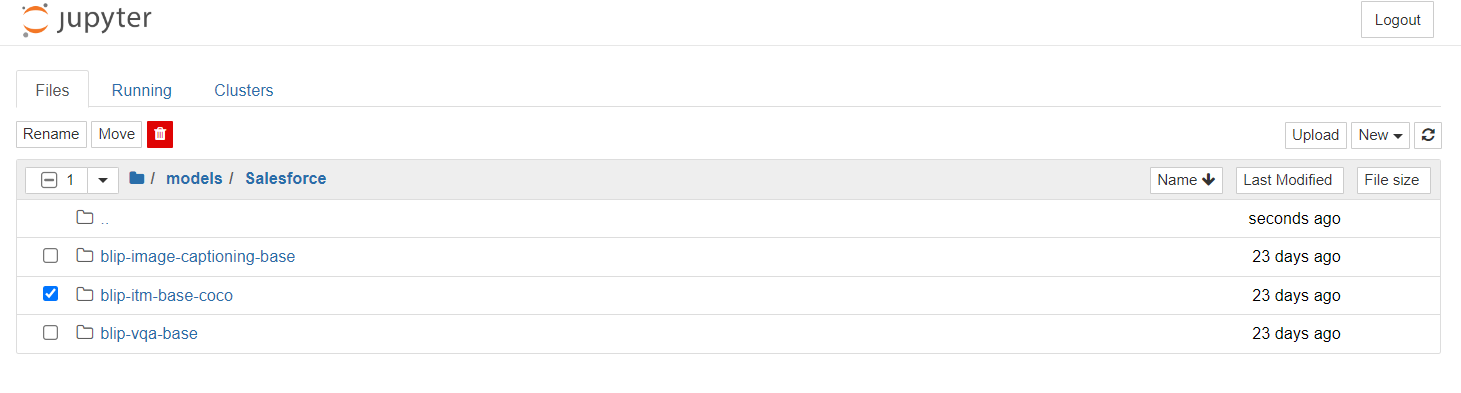 jupyter Logout
Files Running Clusters
Rename Move Upload New
1 / models / Salesforce Name Last Modified File size
.. seconds ago
blip-image-captioning-base 23 days ago
blip-itm-base-coco 23 days ago
blip-vqa-base 23 days ago